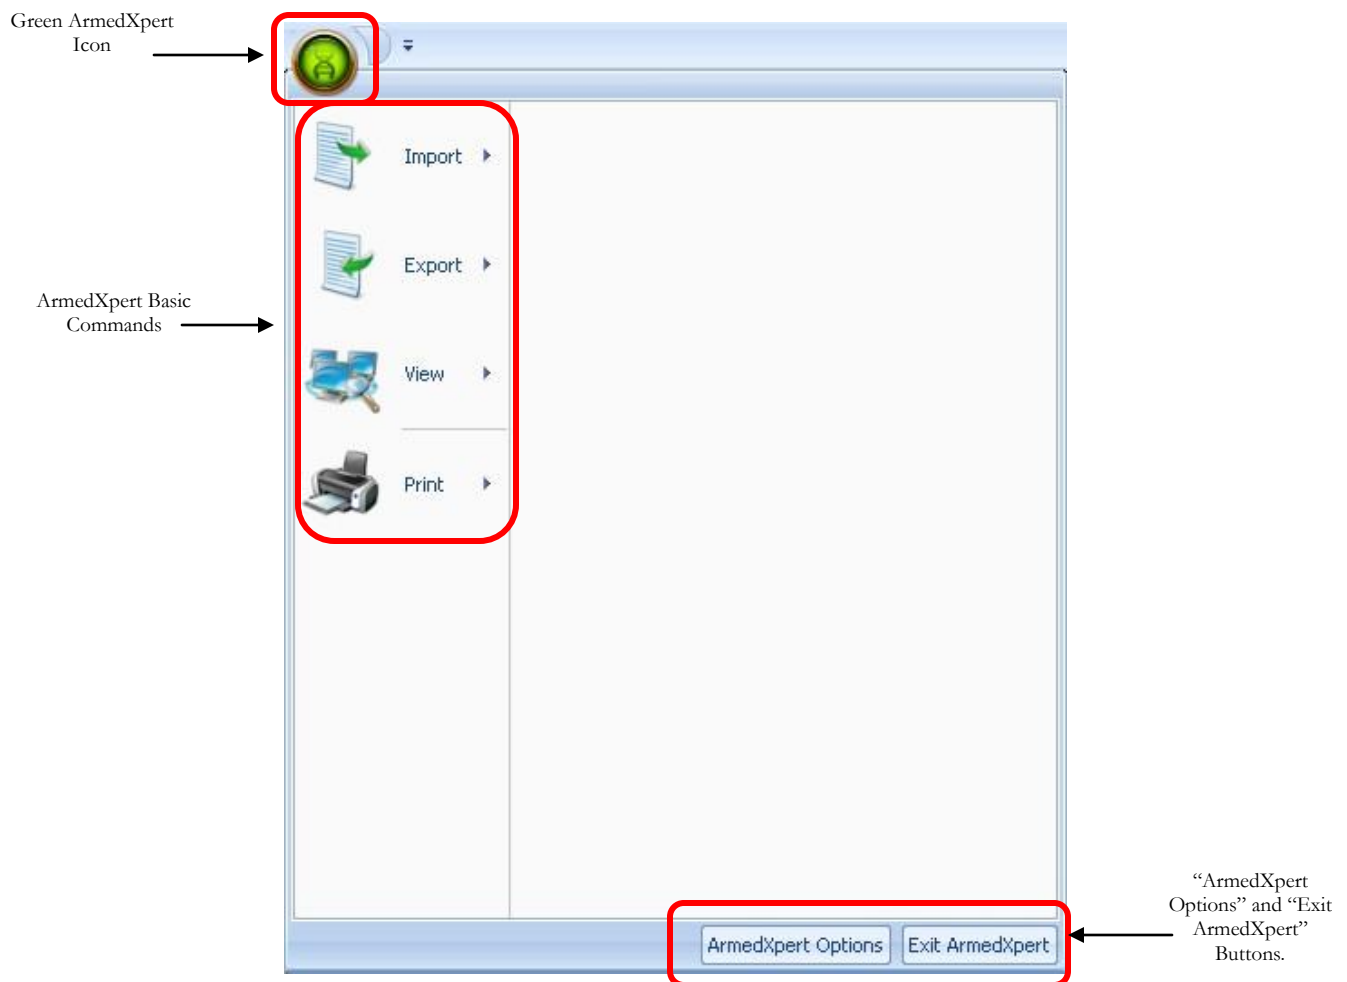 Green ArmedXpert
Icon
Import
Export
ArmedXpert Basic
Commands
View
Print
“ArmedXpert
Options” and “Exit
ArmedXpert”
Buttons.
ArmedXpert Options
Exit ArmedXpert